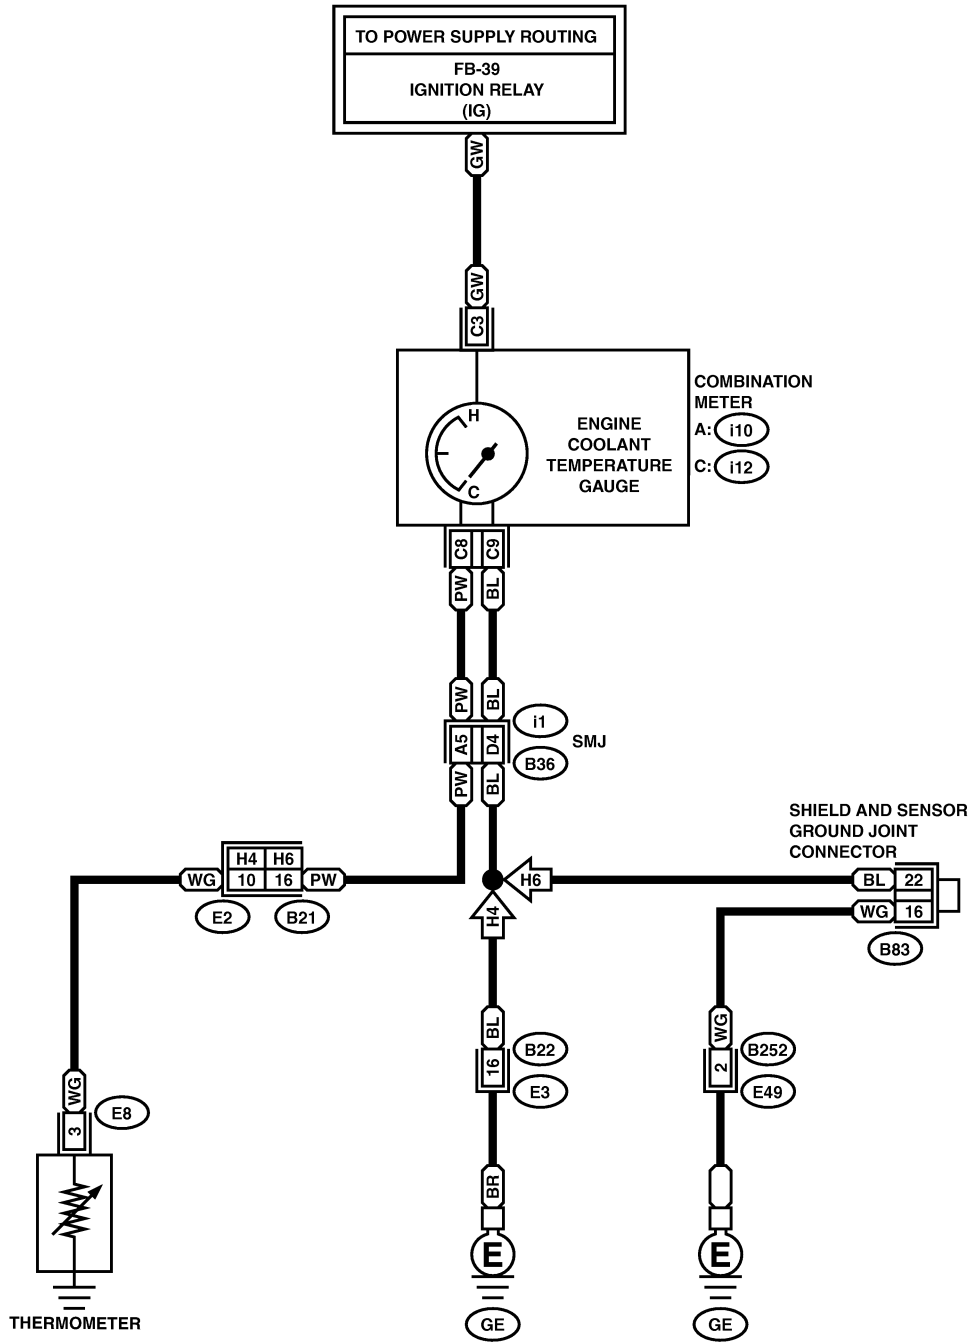 TO POWER SUPPLY ROUTING
FB-39
IGNITION RELAY
(IG)
GW
GW
C3
COMBINATION
METER
A: i10
C: i12
H
C
ENGINE
COOLANT
TEMPERATURE
GAUGE
C8 C9
PW BL
PW BL
i1
A5 D4
SMJ
B36
PW BL
SHIELD AND SENSOR
GROUND JOINT
CONNECTOR
H4 H6
WG 10 16 PW
H6
BL 22
E2 B21
H4
WG 16
B83
BL
B22
16
E3
WG
B252
2
E49
WG
E8
3
BR
E
E
GE
GE
THERMOMETER